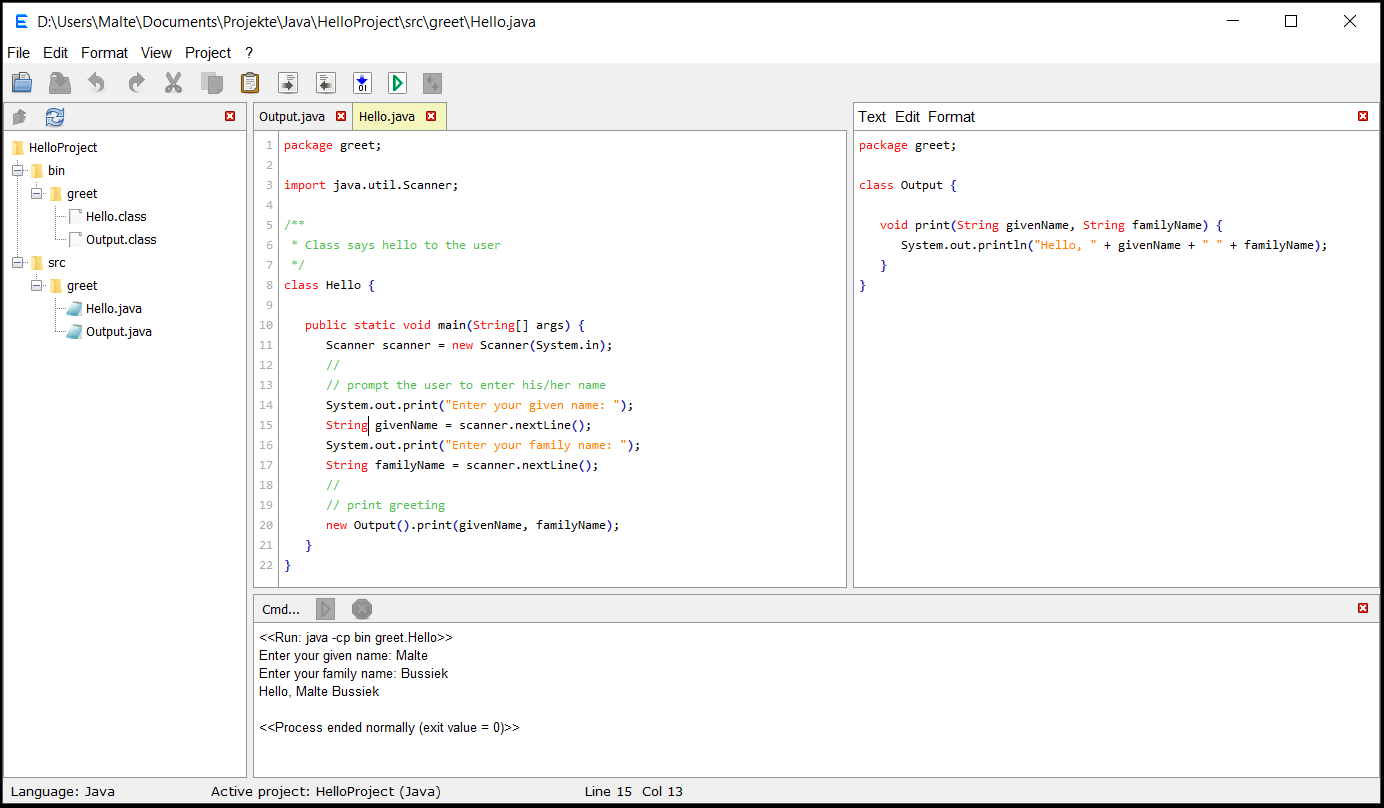 D:\Users\Malte\Documents\Projekte\Java\HelloProject\src\greet\Hello.java
File Edit Format View Project ?
HelloProject
bin
greet
Hello.class
Output.class
src
greet
Hello.java
Output.java
Output.java Hello.java
1 package greet;
2
3 import java.util.Scanner;
4
5 /**
6  * Class says hello to the user
7  */
8 class Hello {
9
10    public static void main(String[] args) {
11       Scanner scanner = new Scanner(System.in);
12       //
13       // prompt the user to enter his/her name
14       System.out.print("Enter your given name: ");
15       String givenName = scanner.nextLine();
16       System.out.print("Enter your family name: ");
17       String familyName = scanner.nextLine();
18       //
19       // print greeting
20       new Output().print(givenName, familyName);
21    }
22 }
Text Edit Format
package greet;
class Output {
   void print(String givenName, String familyName) {
      System.out.println("Hello, " + givenName + " " + familyName);
   }
}
Cmd...
<<Run: java -cp bin greet.Hello>>
Enter your given name: Malte
Enter your family name: Bussiek
Hello, Malte Bussiek
<<Process ended normally (exit value = 0)>>
Language: Java Active project: HelloProject (Java) Line 15 Col 13